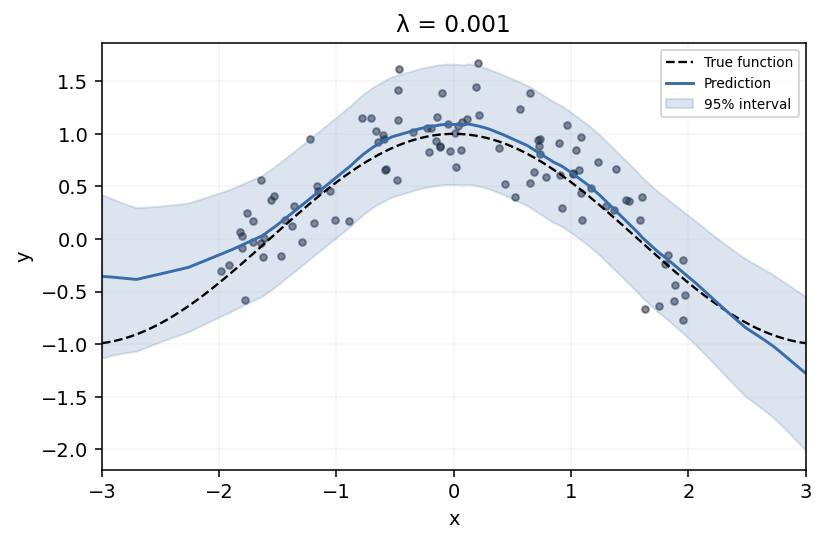 λ = 0.001
True function
Prediction
95% interval
y
1.5
1.0
0.5
0.0
−0.5
−1.0
−1.5
−2.0
−3 −2 −1 0 1 2 3
x